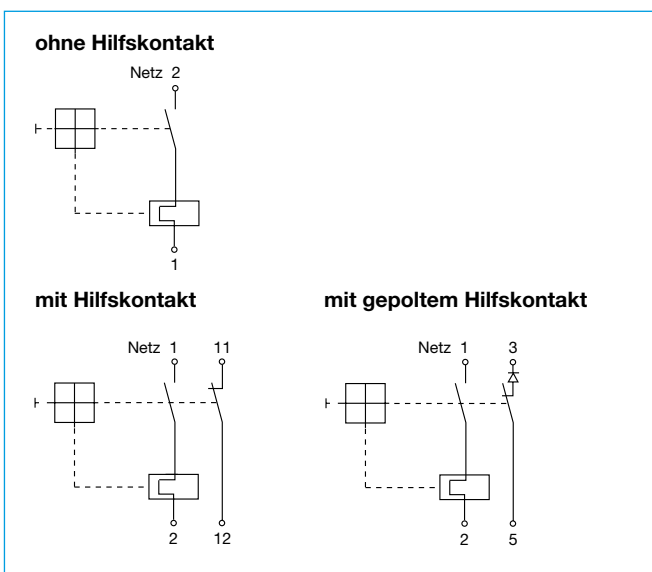 ohne Hilfskontakt
Netz 2
1
mit Hilfskontakt
Netz 1 11
2 12
mit gepoltem Hilfskontakt
Netz 1 3
2 5